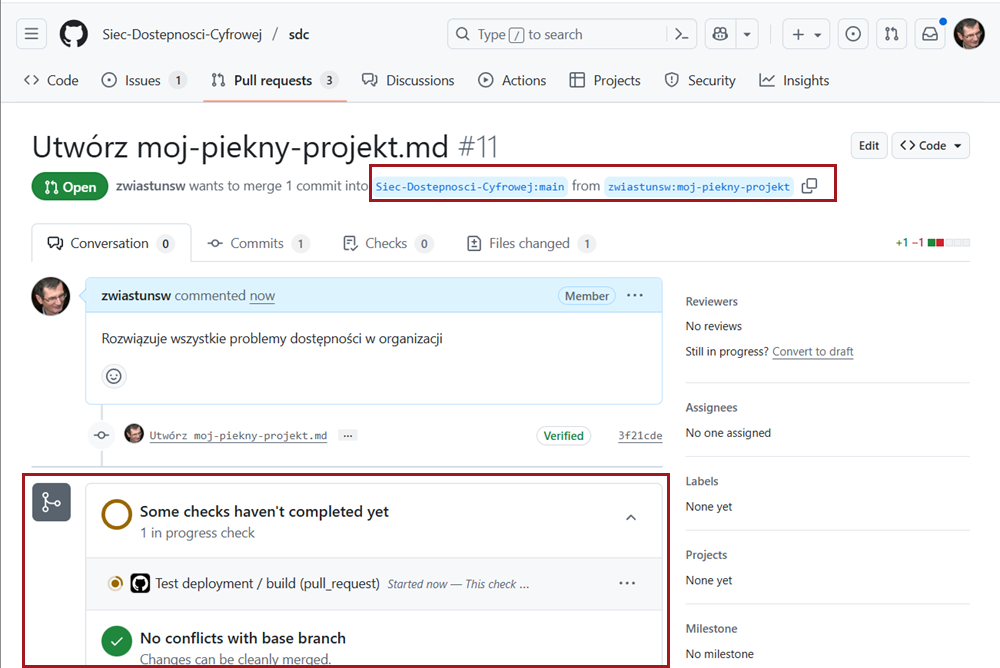 Siec-Dostepnosci-Cyfrowej / sdc
Type / to search
Code
Issues 1
Pull requests 3
Discussions
Actions
Projects
Security
Insights
Utwórz moj-piekny-projekt.md #11
Edit
Code
Open
zwiastunsw wants to merge 1 commit into Siec-Dostepnosci-Cyfrowej:main from zwiastunsw:moj-piekny-projekt
Conversation 0
Commits 1
Checks 0
Files changed 1
+1 −1
zwiastunsw commented now
Member
Rozwiązuje wszystkie problemy dostępności w organizacji
Utwórz moj-piekny-projekt.md
Verified
3f21cde
Some checks haven't completed yet
1 in progress check
Test deployment / build (pull_request) Started now — This check ...
No conflicts with base branch
Changes can be cleanly merged.
Reviewers
No reviews
Still in progress? Convert to draft
Assignees
No one assigned
Labels
None yet
Projects
None yet
Milestone
No milestone